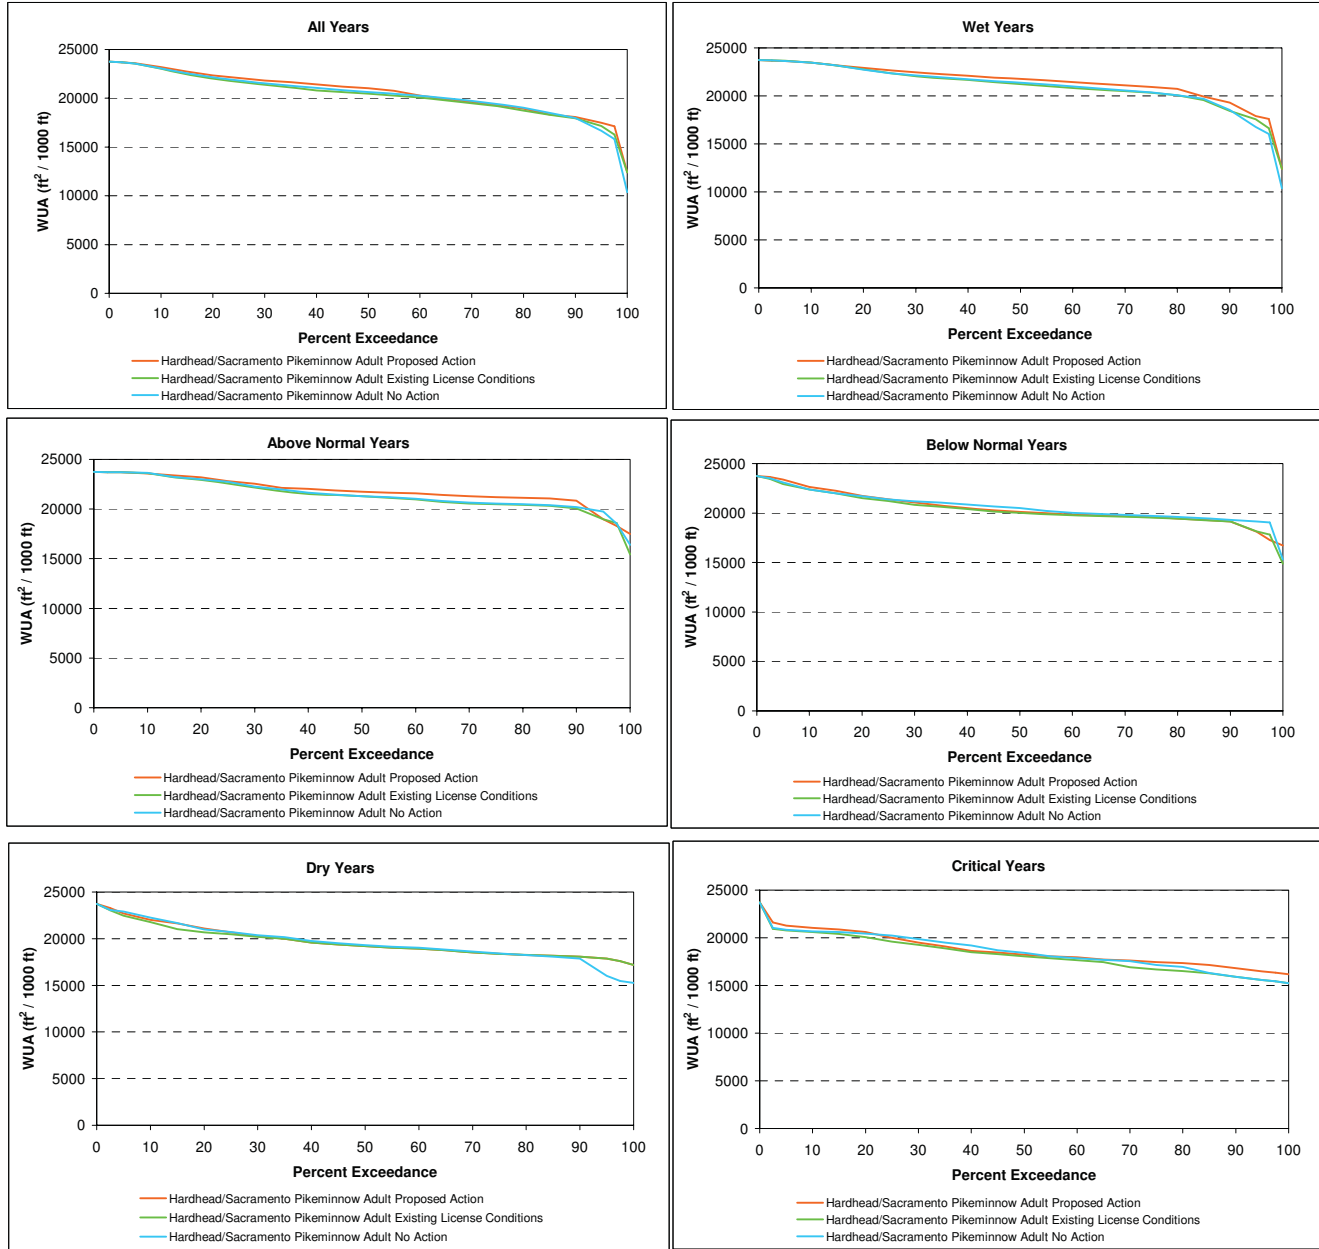 All Years
25000
20000
15000
10000
5000
0
WUA (ft² / 1000 ft)
0 10 20 30 40 50 60 70 80 90 100
Percent Exceedance
Hardhead/Sacramento Pikeminnow Adult Proposed Action
Hardhead/Sacramento Pikeminnow Adult Existing License Conditions
Hardhead/Sacramento Pikeminnow Adult No Action
Wet Years
25000
20000
15000
10000
5000
0
WUA (ft² / 1000 ft)
0 10 20 30 40 50 60 70 80 90 100
Percent Exceedance
Hardhead/Sacramento Pikeminnow Adult Proposed Action
Hardhead/Sacramento Pikeminnow Adult Existing License Conditions
Hardhead/Sacramento Pikeminnow Adult No Action
Above Normal Years
25000
20000
15000
10000
5000
0
WUA (ft² / 1000 ft)
0 10 20 30 40 50 60 70 80 90 100
Percent Exceedance
Hardhead/Sacramento Pikeminnow Adult Proposed Action
Hardhead/Sacramento Pikeminnow Adult Existing License Conditions
Hardhead/Sacramento Pikeminnow Adult No Action
Below Normal Years
25000
20000
15000
10000
5000
0
WUA (ft² / 1000 ft)
0 10 20 30 40 50 60 70 80 90 100
Percent Exceedance
Hardhead/Sacramento Pikeminnow Adult Proposed Action
Hardhead/Sacramento Pikeminnow Adult Existing License Conditions
Hardhead/Sacramento Pikeminnow Adult No Action
Dry Years
25000
20000
15000
10000
5000
0
WUA (ft² / 1000 ft)
0 10 20 30 40 50 60 70 80 90 100
Percent Exceedance
Hardhead/Sacramento Pikeminnow Adult Proposed Action
Hardhead/Sacramento Pikeminnow Adult Existing License Conditions
Hardhead/Sacramento Pikeminnow Adult No Action
Critical Years
25000
20000
15000
10000
5000
0
WUA (ft² / 1000 ft)
0 10 20 30 40 50 60 70 80 90 100
Percent Exceedance
Hardhead/Sacramento Pikeminnow Adult Proposed Action
Hardhead/Sacramento Pikeminnow Adult Existing License Conditions
Hardhead/Sacramento Pikeminnow Adult No Action